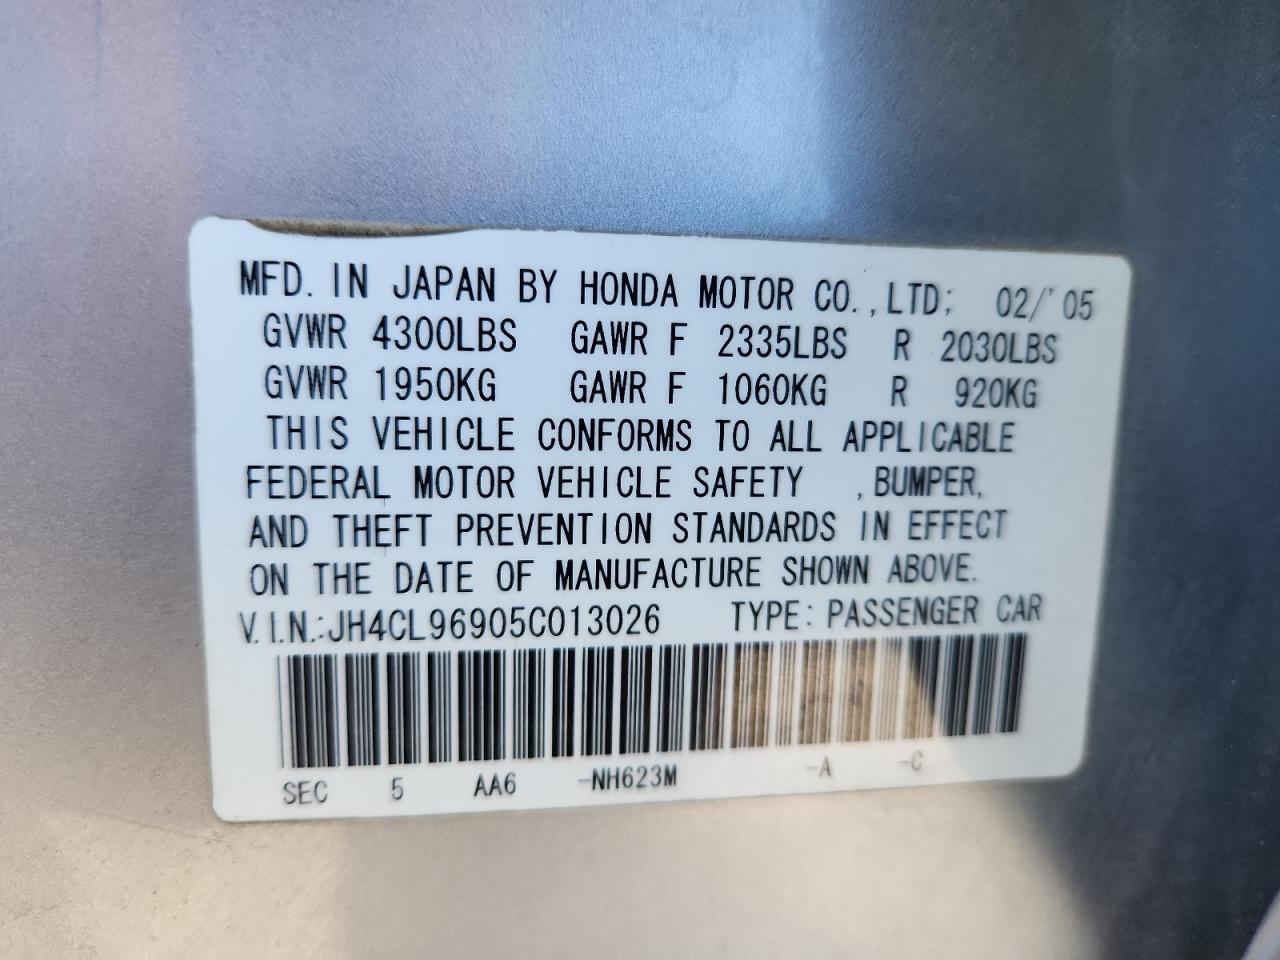 MFD. IN JAPAN BY HONDA MOTOR CO.,LTD; 02/'05
GVWR 4300LBS GAWR F 2335LBS R 2030LBS
GVWR 1950KG GAWR F 1060KG R 920KG
THIS VEHICLE CONFORMS TO ALL APPLICABLE
FEDERAL MOTOR VEHICLE SAFETY , BUMPER,
AND THEFT PREVENTION STANDARDS IN EFFECT
ON THE DATE OF MANUFACTURE SHOWN ABOVE.
V.I.N.:JH4CL96905C013026 TYPE: PASSENGER CAR
SEC 5 AA6 -NH623M -A -C